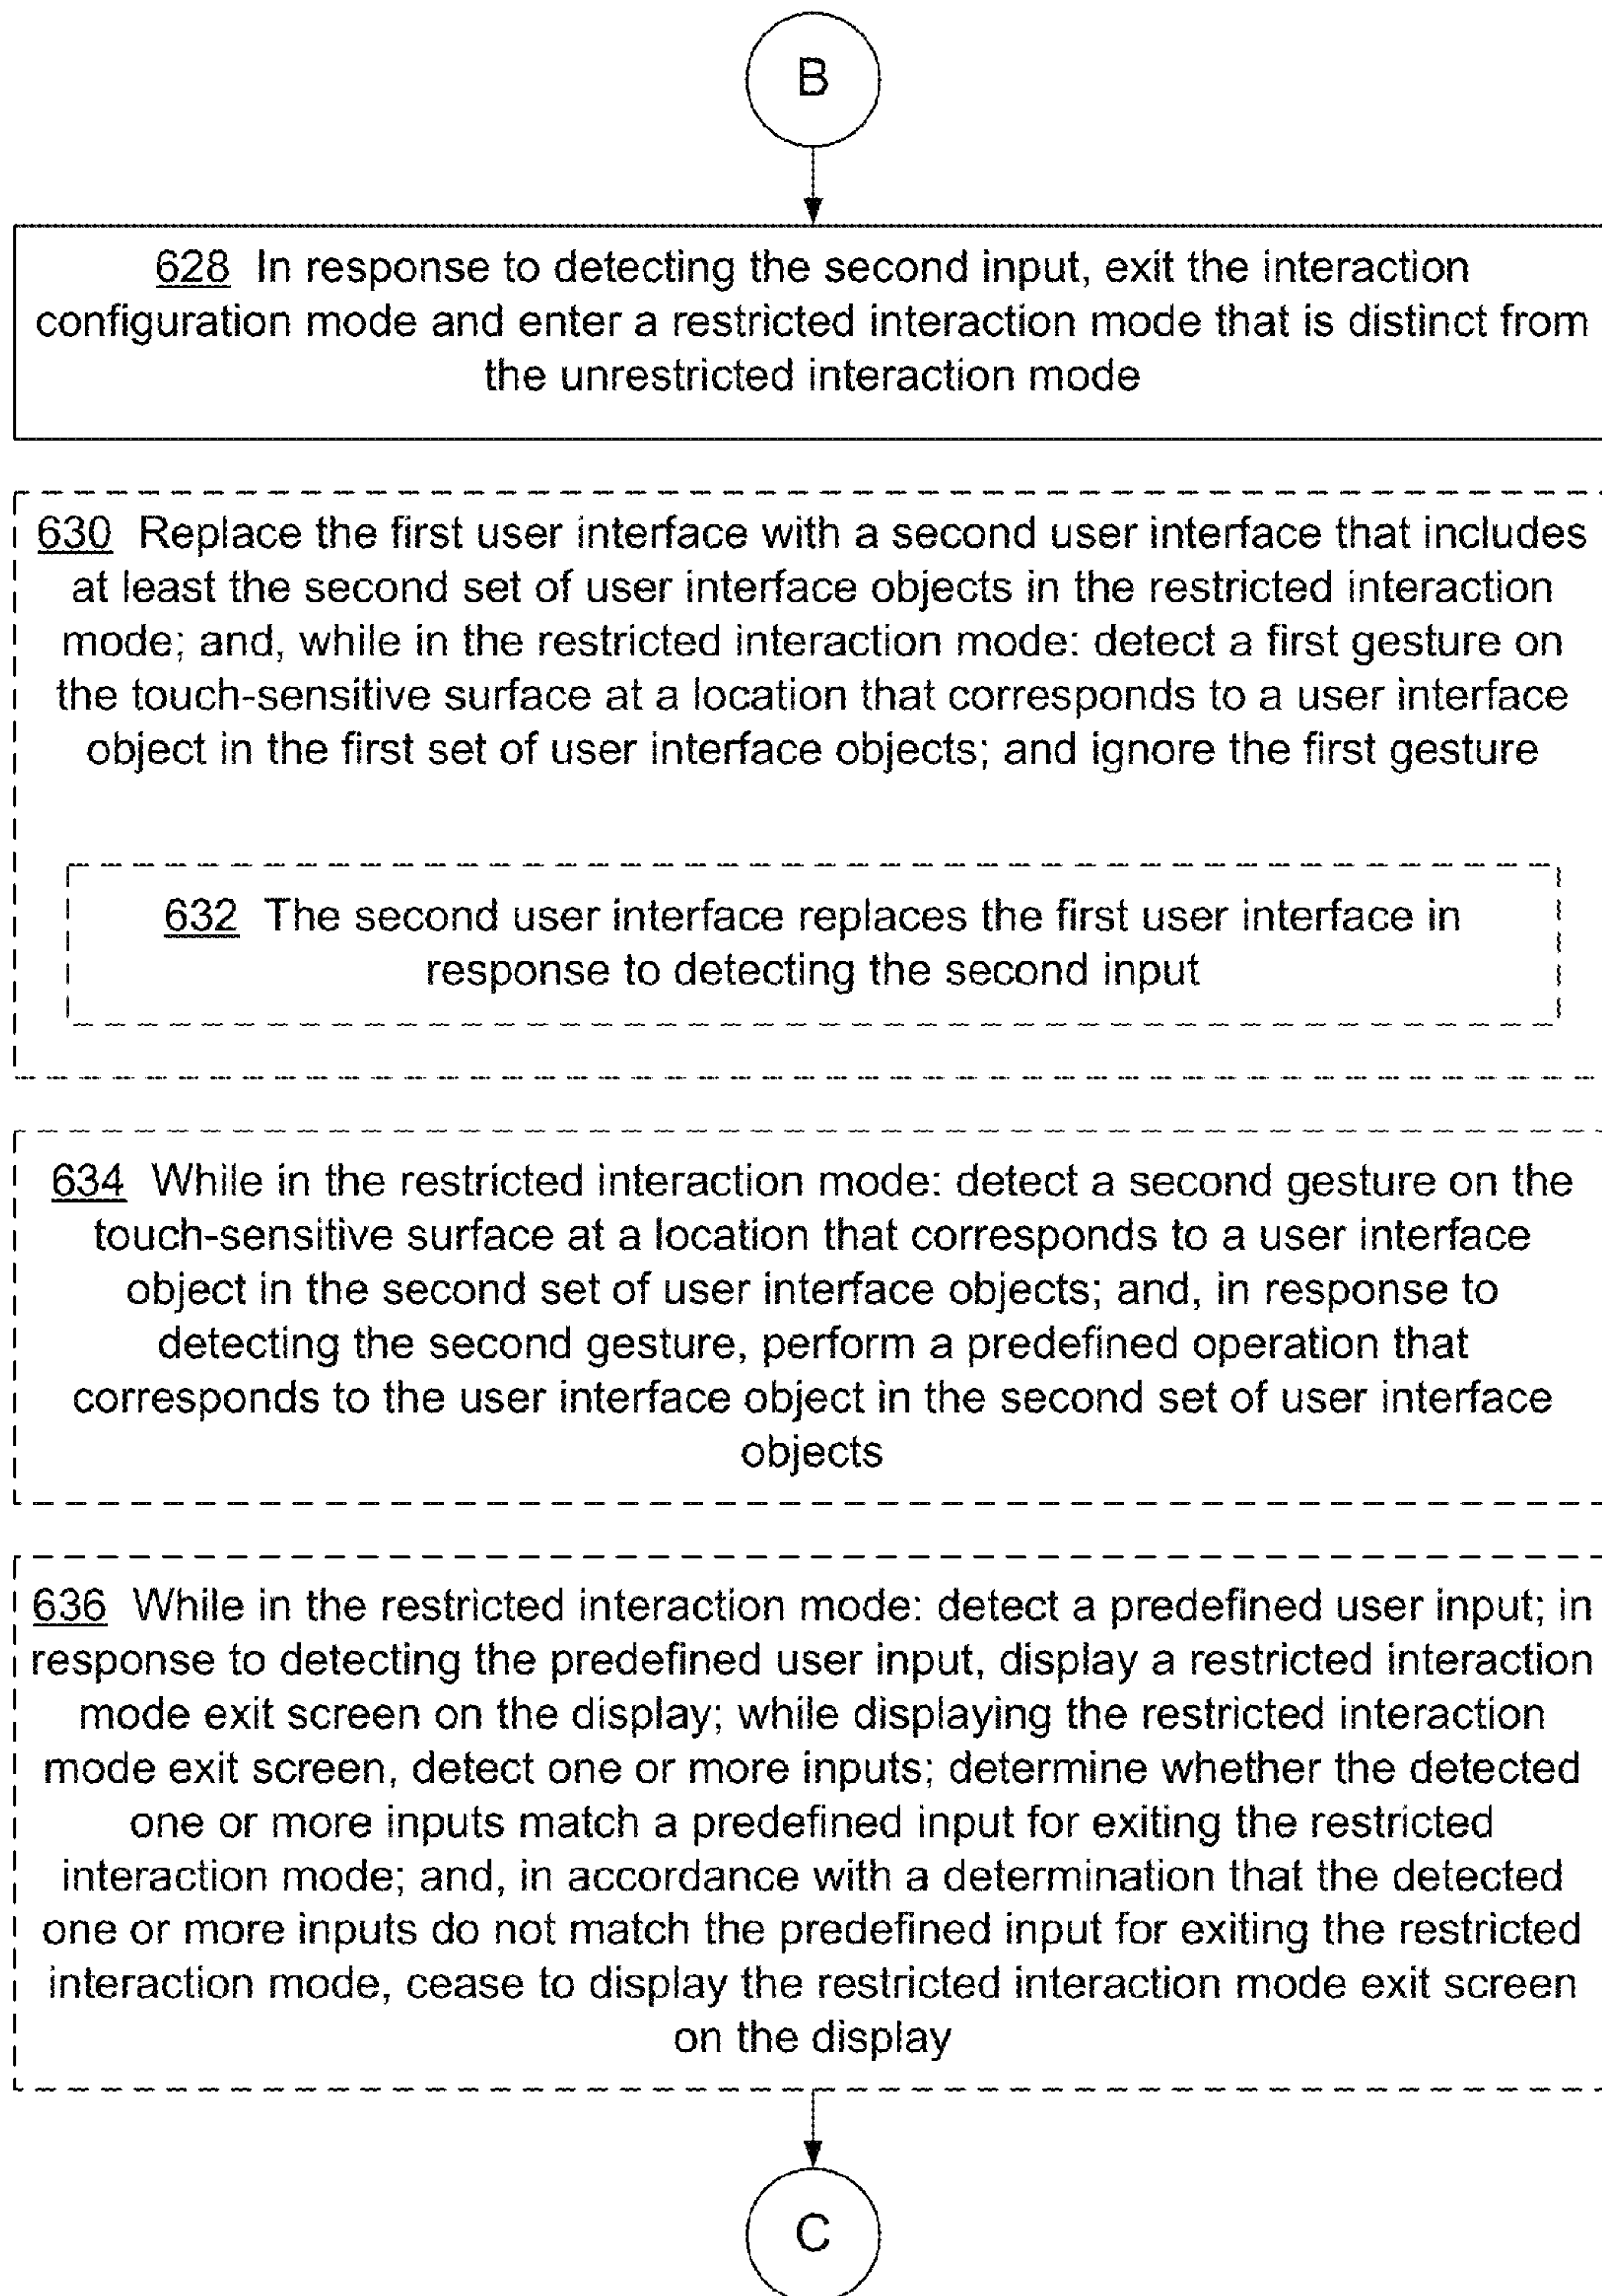 B
628 In response to detecting the second input, exit the interaction
configuration mode and enter a restricted interaction mode that is distinct from
the unrestricted interaction mode
630 Replace the first user interface with a second user interface that includes
at least the second set of user interface objects in the restricted interaction
mode; and, while in the restricted interaction mode: detect a first gesture on
the touch-sensitive surface at a location that corresponds to a user interface
object in the first set of user interface objects; and ignore the first gesture
632 The second user interface replaces the first user interface in
response to detecting the second input
634 While in the restricted interaction mode: detect a second gesture on the
touch-sensitive surface at a location that corresponds to a user interface
object in the second set of user interface objects; and, in response to
detecting the second gesture, perform a predefined operation that
corresponds to the user interface object in the second set of user interface
objects
636 While in the restricted interaction mode: detect a predefined user input; in
response to detecting the predefined user input, display a restricted interaction
mode exit screen on the display; while displaying the restricted interaction
mode exit screen, detect one or more inputs; determine whether the detected
one or more inputs match a predefined input for exiting the restricted
interaction mode; and, in accordance with a determination that the detected
one or more inputs do not match the predefined input for exiting the restricted
interaction mode, cease to display the restricted interaction mode exit screen
on the display
C